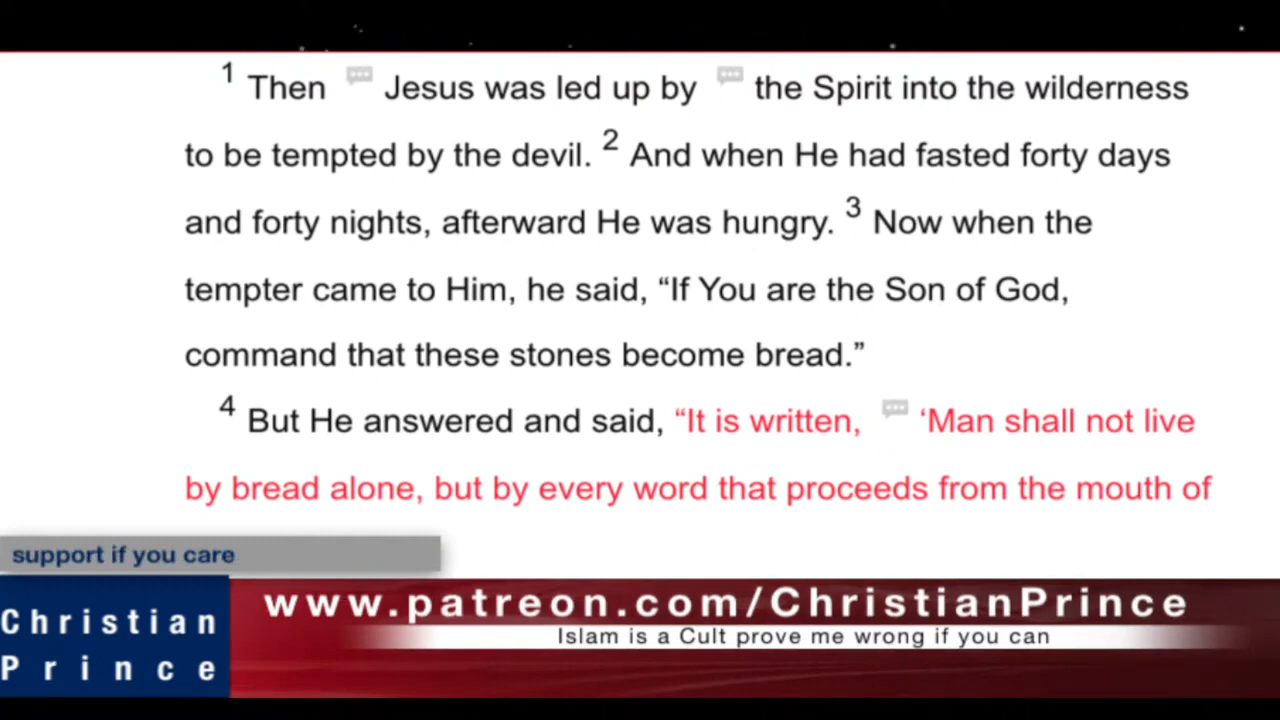 1 Then Jesus was led up by the Spirit into the wilderness
to be tempted by the devil. 2 And when He had fasted forty days
and forty nights, afterward He was hungry. 3 Now when the
tempter came to Him, he said, “If You are the Son of God,
command that these stones become bread.”
4 But He answered and said, “It is written, ‘Man shall not live
by bread alone, but by every word that proceeds from the mouth of
support if you care
Christian
Prince
www.patreon.com/ChristianPrince
Islam is a Cult prove me wrong if you can